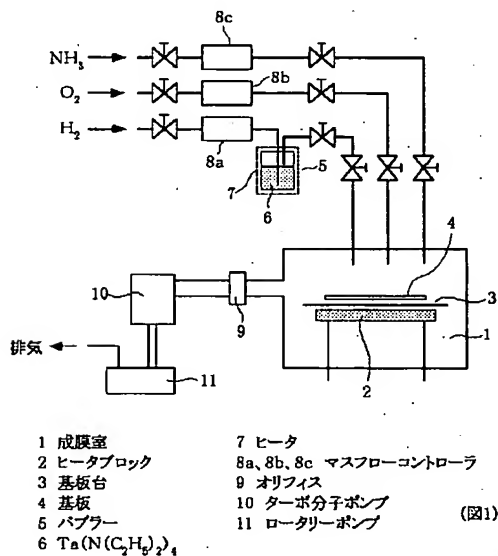 8c
NH₃
8b
O₂
H₂
8a
7
5
6
4
10
3
9
1
排気
11
2
1 成膜室
2 ヒータブロック
3 基板台
4 基板
5 バブラー
6 Ta(N(C₂H₅)₂)₄
7 ヒータ
8a、8b、8c マスフローコントローラ
9 オリフィス
10 ターボ分子ポンプ
11 ロータリーポンプ
(図1)